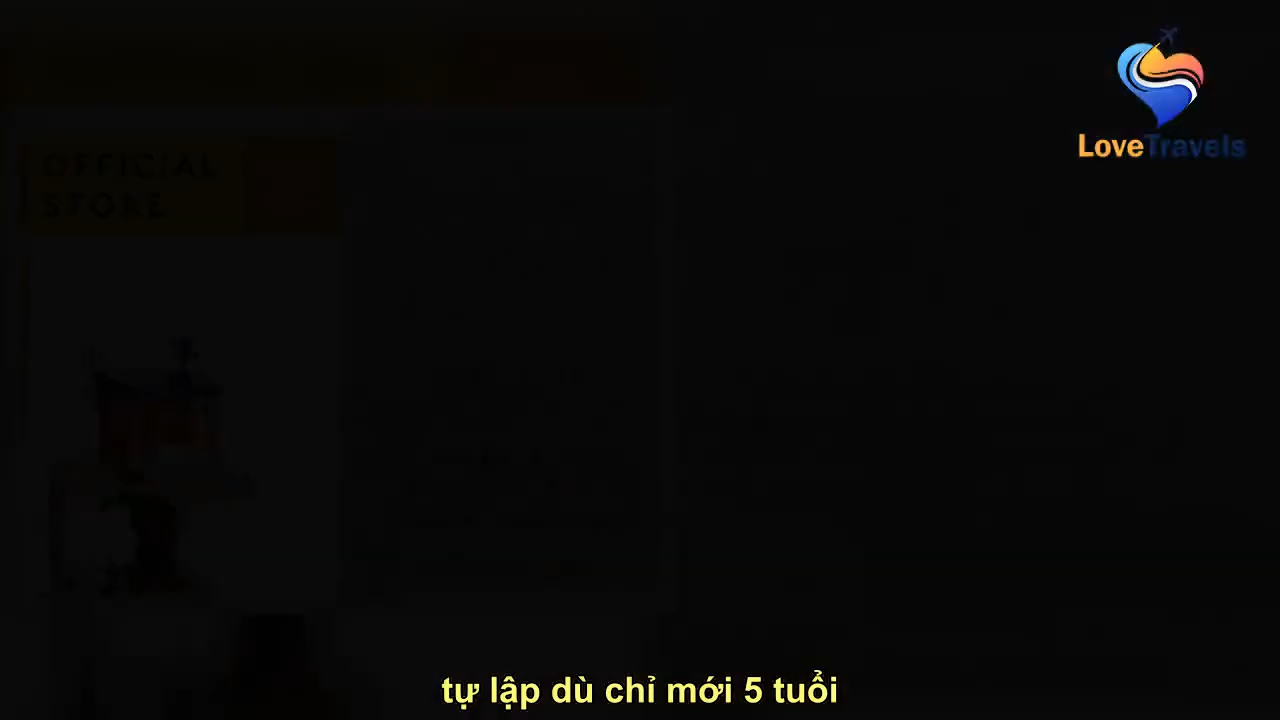 LoveTravels
OFFICIAL
STORE
tự lập dù chỉ mới 5 tuổi